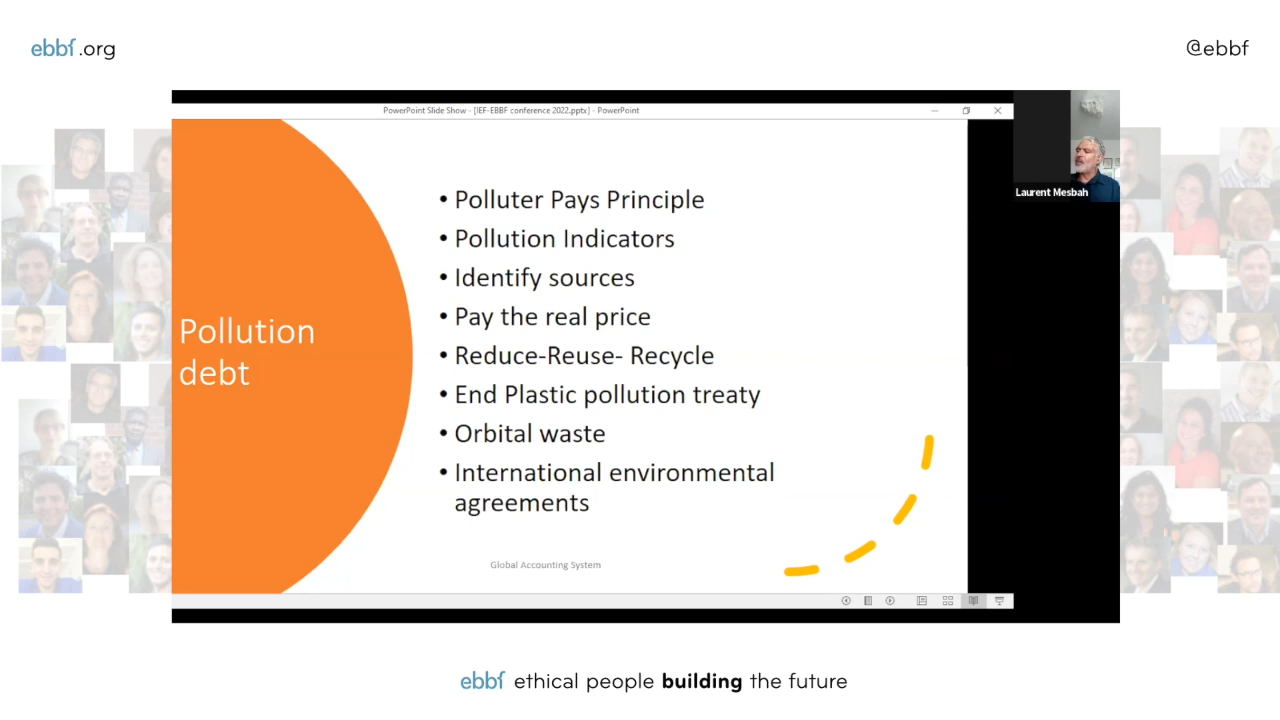 ebbf.org
@ebbf
PowerPoint Slide Show - [IEF-EBBF conference 2022.pptx] - PowerPoint
Laurent Mesbah
Pollution
debt
• Polluter Pays Principle
• Pollution Indicators
• Identify sources
• Pay the real price
• Reduce-Reuse- Recycle
• End Plastic pollution treaty
• Orbital waste
• International environmental
agreements
Global Accounting System
ebbf ethical people building the future